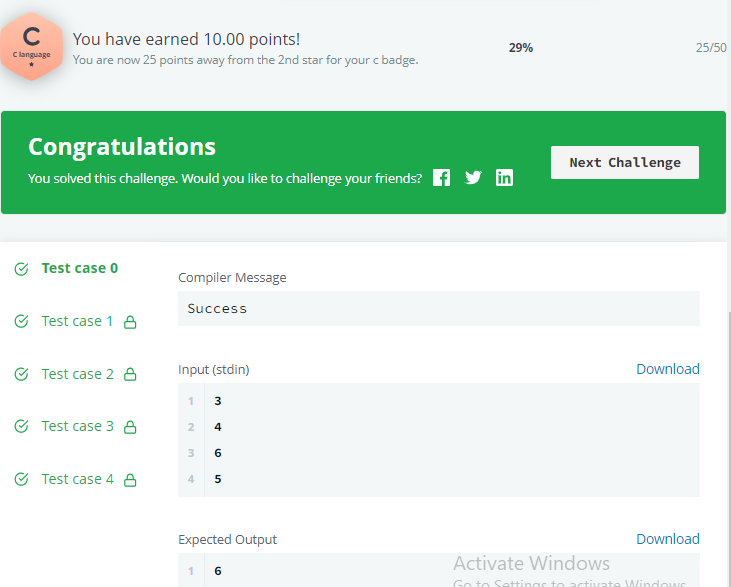 C
C language
You have earned 10.00 points!
You are now 25 points away from the 2nd star for your c badge.
29%
25/50
Congratulations
You solved this challenge. Would you like to challenge your friends?
Next Challenge
Test case 0
Test case 1
Test case 2
Test case 3
Test case 4
Compiler Message
Success
Input (stdin)
Download
1 3
2 4
3 6
4 5
Expected Output
Download
1 6
Activate Windows
Go to Settings to activate Windows.